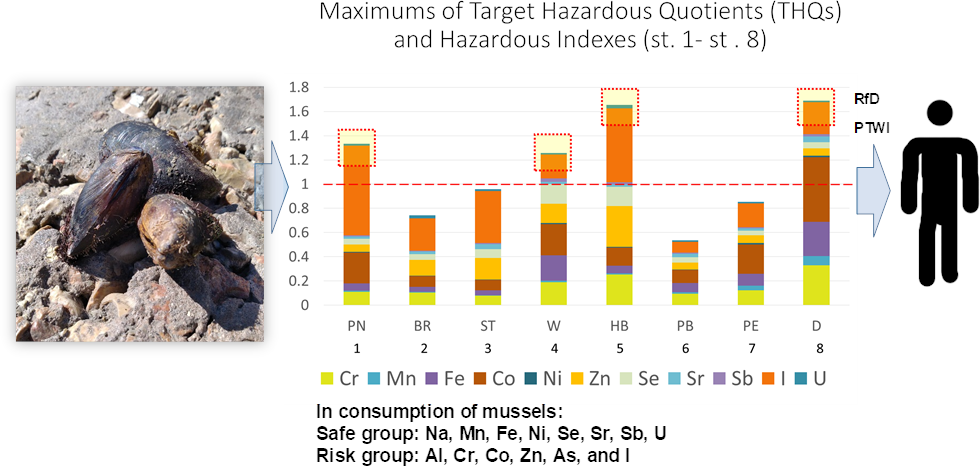 Maximums of Target Hazardous Quotients (THQs)
and Hazardous Indexes (st. 1- st . 8)
1.8
1.6
1.4
1.2
1
0.8
0.6
0.4
0.2
0
RfD
PTWI
PN BR ST W HB PB PE D
1 2 3 4 5 6 7 8
Cr Mn Fe Co Ni Zn Se Sr Sb I U
In consumption of mussels:
Safe group: Na, Mn, Fe, Ni, Se, Sr, Sb, U
Risk group: Al, Cr, Co, Zn, As, and I